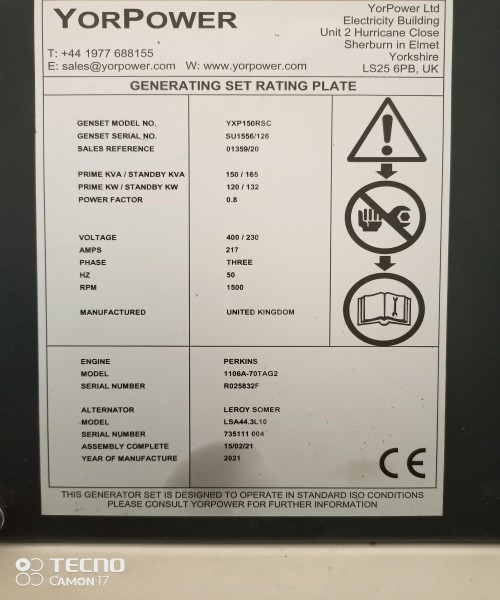 YorPower
YorPower Ltd
Electricity Building
Unit 2 Hurricane Close
Sherburn in Elmet
Yorkshire
LS25 6PB, UK
T: +44 1977 688155
E: sales@yorpower.com W: www.yorpower.com
GENERATING SET RATING PLATE
GENSET MODEL NO. YXP150RSC
GENSET SERIAL NO. SU1556/126
SALES REFERENCE 01359/20
PRIME KVA / STANDBY KVA 150 / 165
PRIME KW / STANDBY KW 120 / 132
POWER FACTOR 0.8
VOLTAGE 400 / 230
AMPS 217
PHASE THREE
HZ 50
RPM 1500
MANUFACTURED UNITED KINGDOM
ENGINE PERKINS
MODEL 1106A-70TAG2
SERIAL NUMBER R025832F
ALTERNATOR LEROY SOMER
MODEL LSA44.3L10
SERIAL NUMBER 735111 004
ASSEMBLY COMPLETE 15/02/21
YEAR OF MANUFACTURE 2021
CE
THIS GENERATOR SET IS DESIGNED TO OPERATE IN STANDARD ISO CONDITIONS
PLEASE CONSULT YORPOWER FOR FURTHER INFORMATION
TECNO
CAMON 17